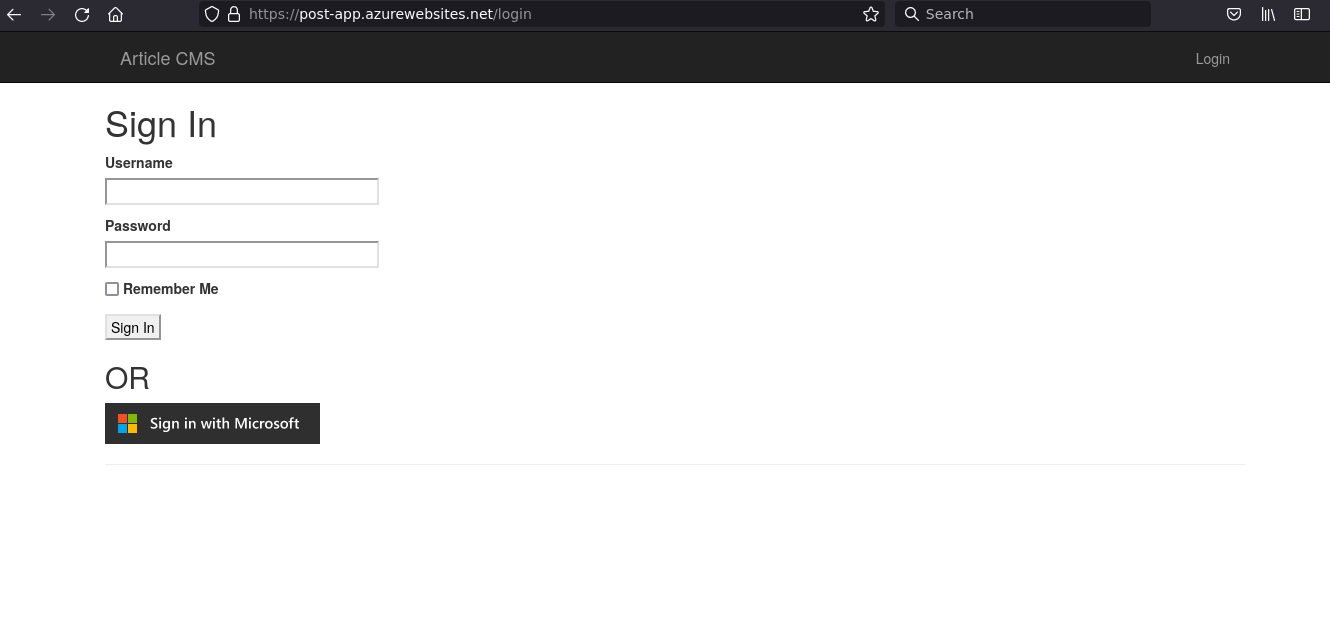 https://post-app.azurewebsites.net/login Search
Article CMS Login
Sign In
Username
Password
Remember Me
Sign In
OR
Sign in with Microsoft